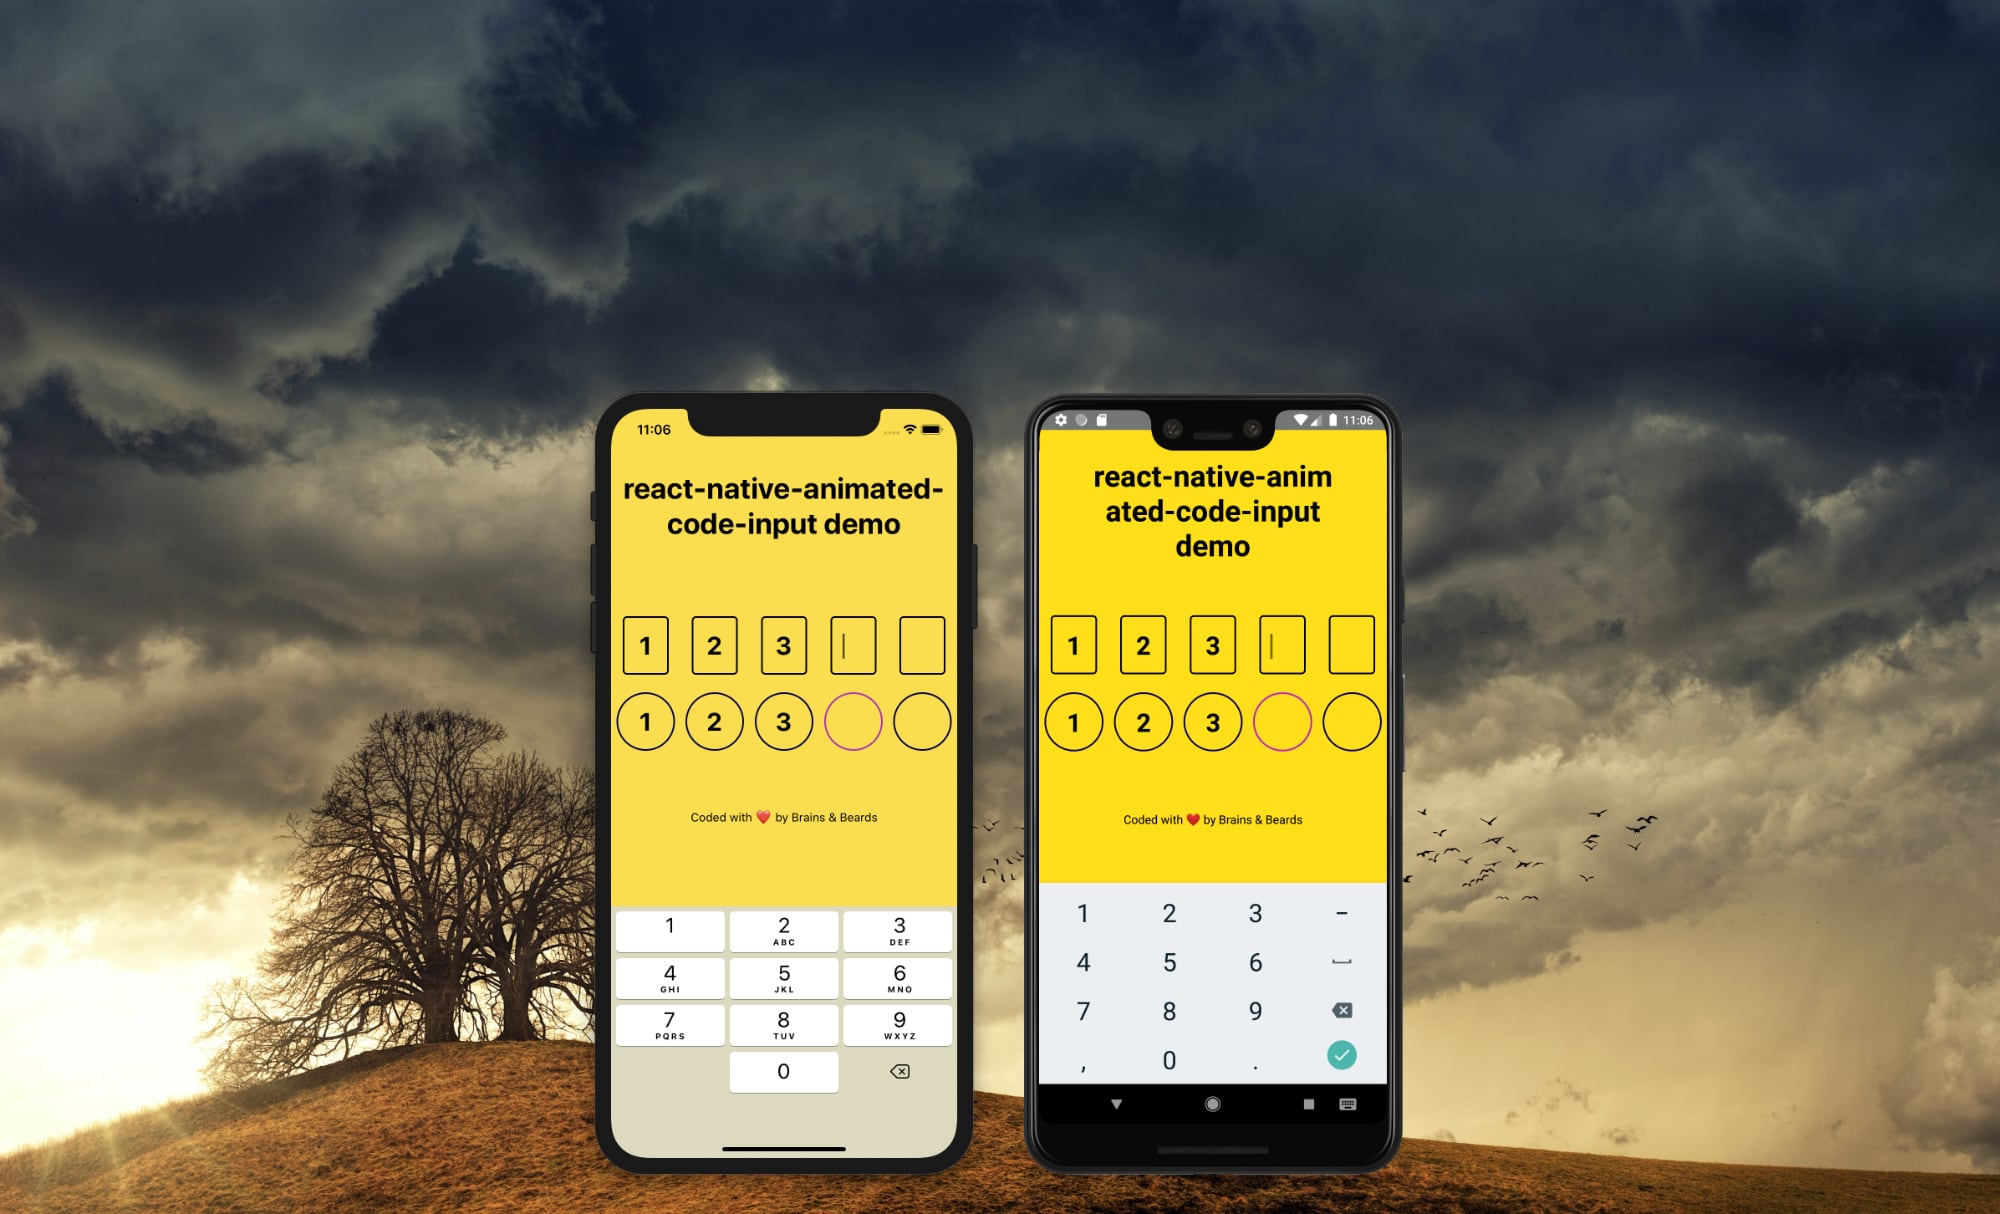 11:06
react-native-animated-
code-input demo
1 2 3
1 2 3
Coded with ❤️ by Brains & Beards
1 2 3
ABC DEF
4 5 6
GHI JKL MNO
7 8 9
PQRS TUV WXYZ
0
11:06
react-native-anim
ated-code-input
demo
1 2 3
1 2 3
Coded with ❤️ by Brains & Beards
1 2 3 -
4 5 6
7 8 9
, 0 .